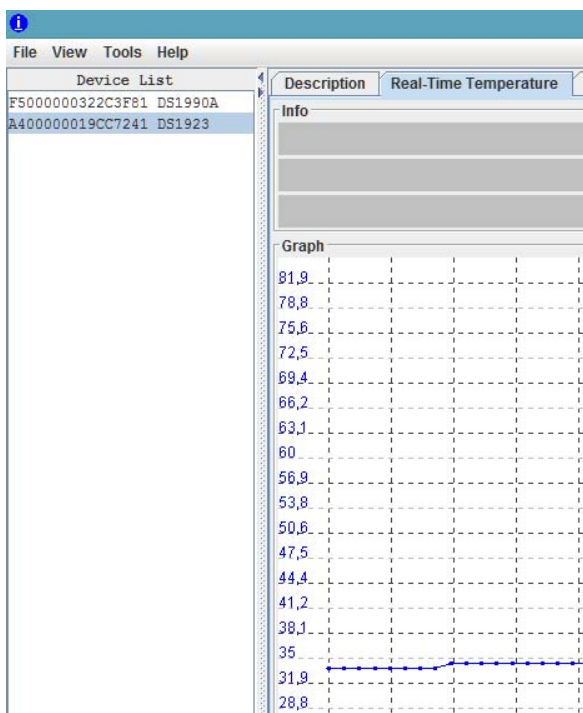 i
File View Tools Help
Device List
F5000000322C3F81 DS1990A
A400000019CC7241 DS1923
Description Real-Time Temperature
Info
Graph
81,9
78,8
75,6
72,5
69,4
66,2
63,1
60
56,9
53,8
50,6
47,5
44,4
41,2
38,1
35
31,9
28,8